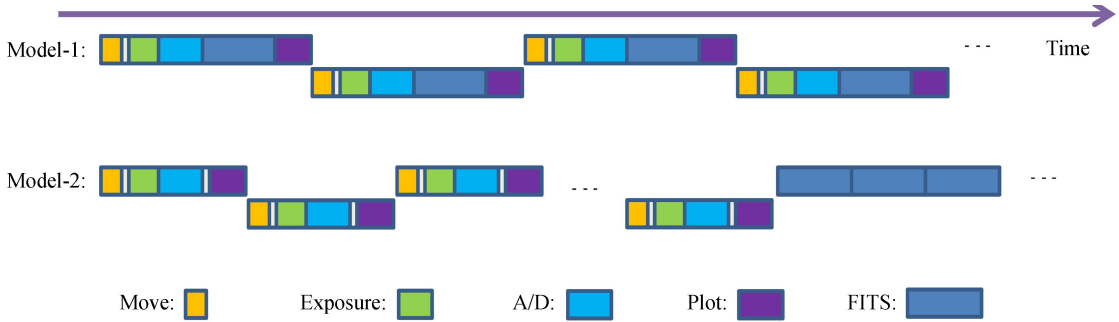 Model-1:
- - - Time
Model-2:
- - -
- - -
Move: Exposure: A/D: Plot: FITS: